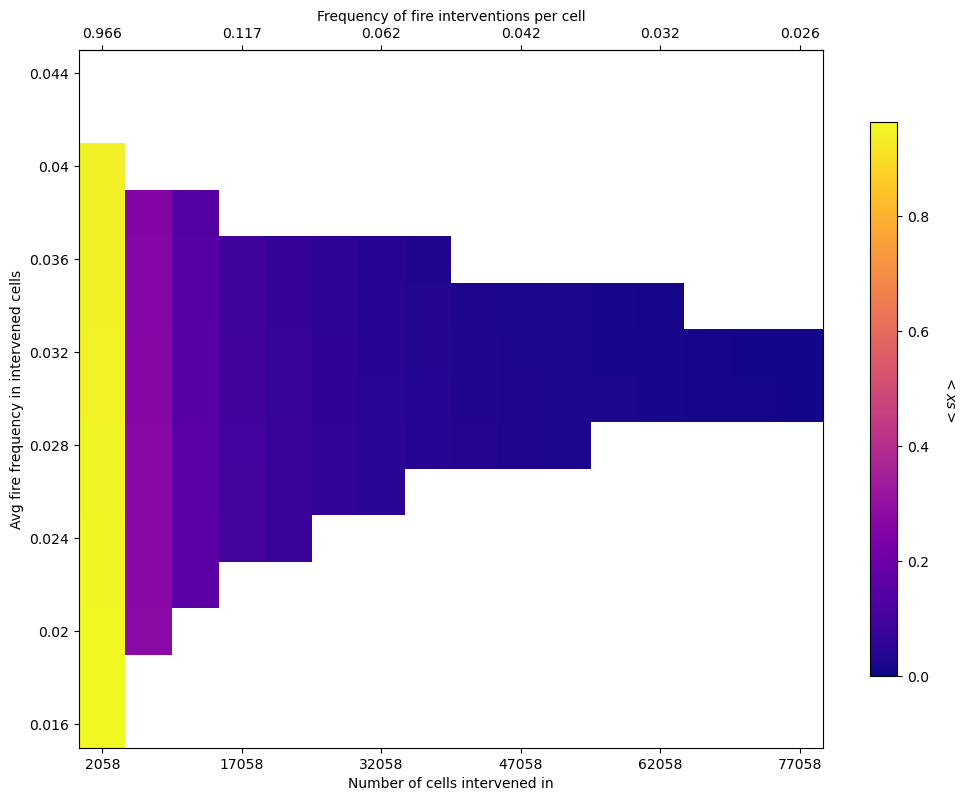 Frequency of fire interventions per cell
0.966 0.117 0.062 0.042 0.032 0.026
Avg fire frequency in intervened cells
0.044
0.04
0.036
0.032
0.028
0.024
0.02
0.016
2058 17058 32058 47058 62058 77058
Number of cells intervened in
0.8
0.6
0.4
0.2
0.0
< xs >